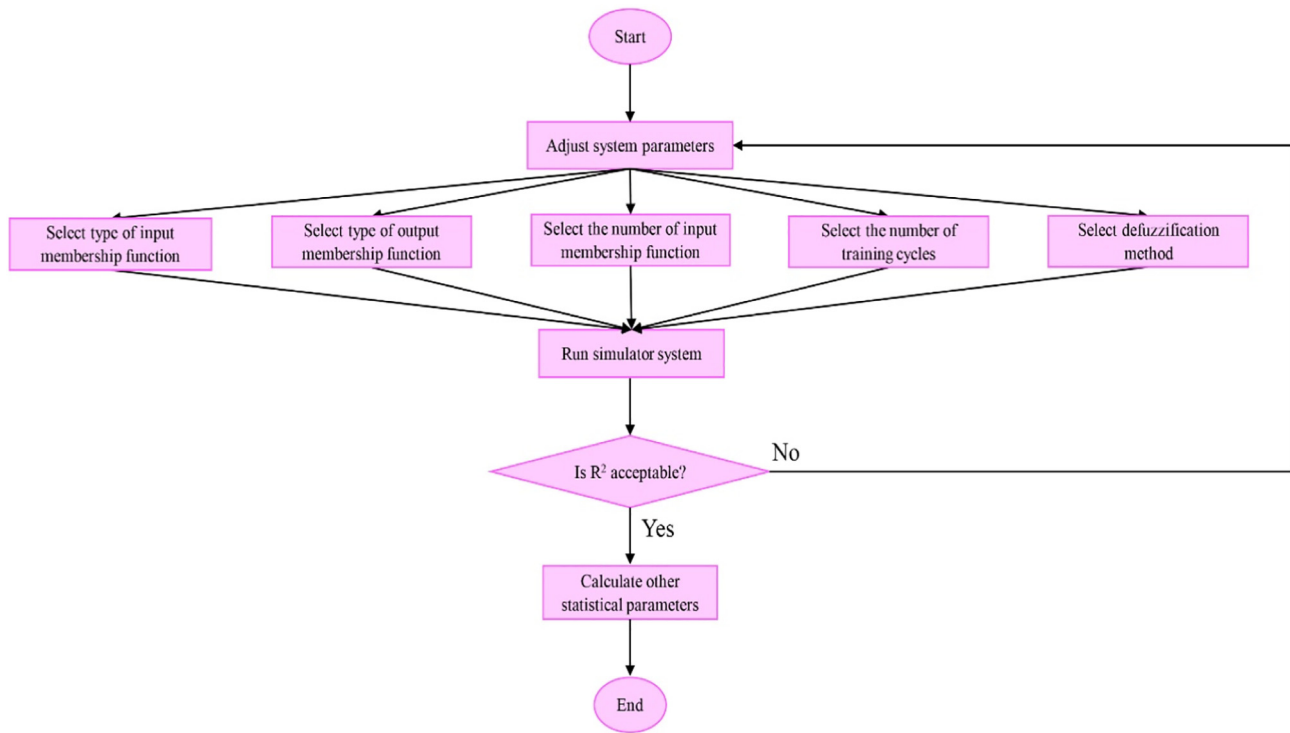 Start
Adjust system parameters
Select type of input
membership function
Select type of output
membership function
Select the number of input
membership function
Select the number of
training cycles
Select defuzzification
method
Run simulator system
Is R² acceptable?
No
Yes
Calculate other
statistical parameters
End